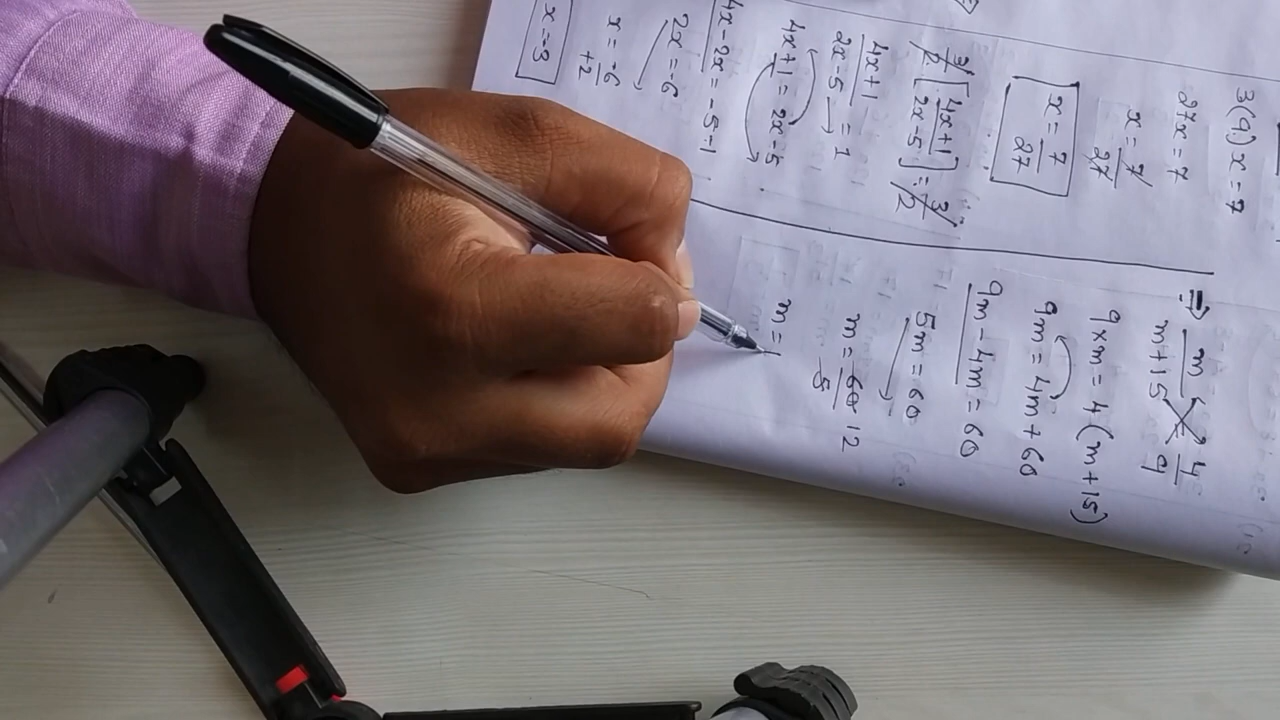 3(9)x = 7
27x = 7
x = 7/27
x = 7/27
3/2 [4x+1/2x-5] = 3/2
4x+1/2x-5 = 1
4x+1 = 2x-5
4x-2x = -5-1
2x = -6
x = -6/+2
x = -3
⇒ m/m+15 = 4/9
9×m = 4(m+15)
9m = 4m+60
9m-4m = 60
5m = 60
m = 60/5 12
m =